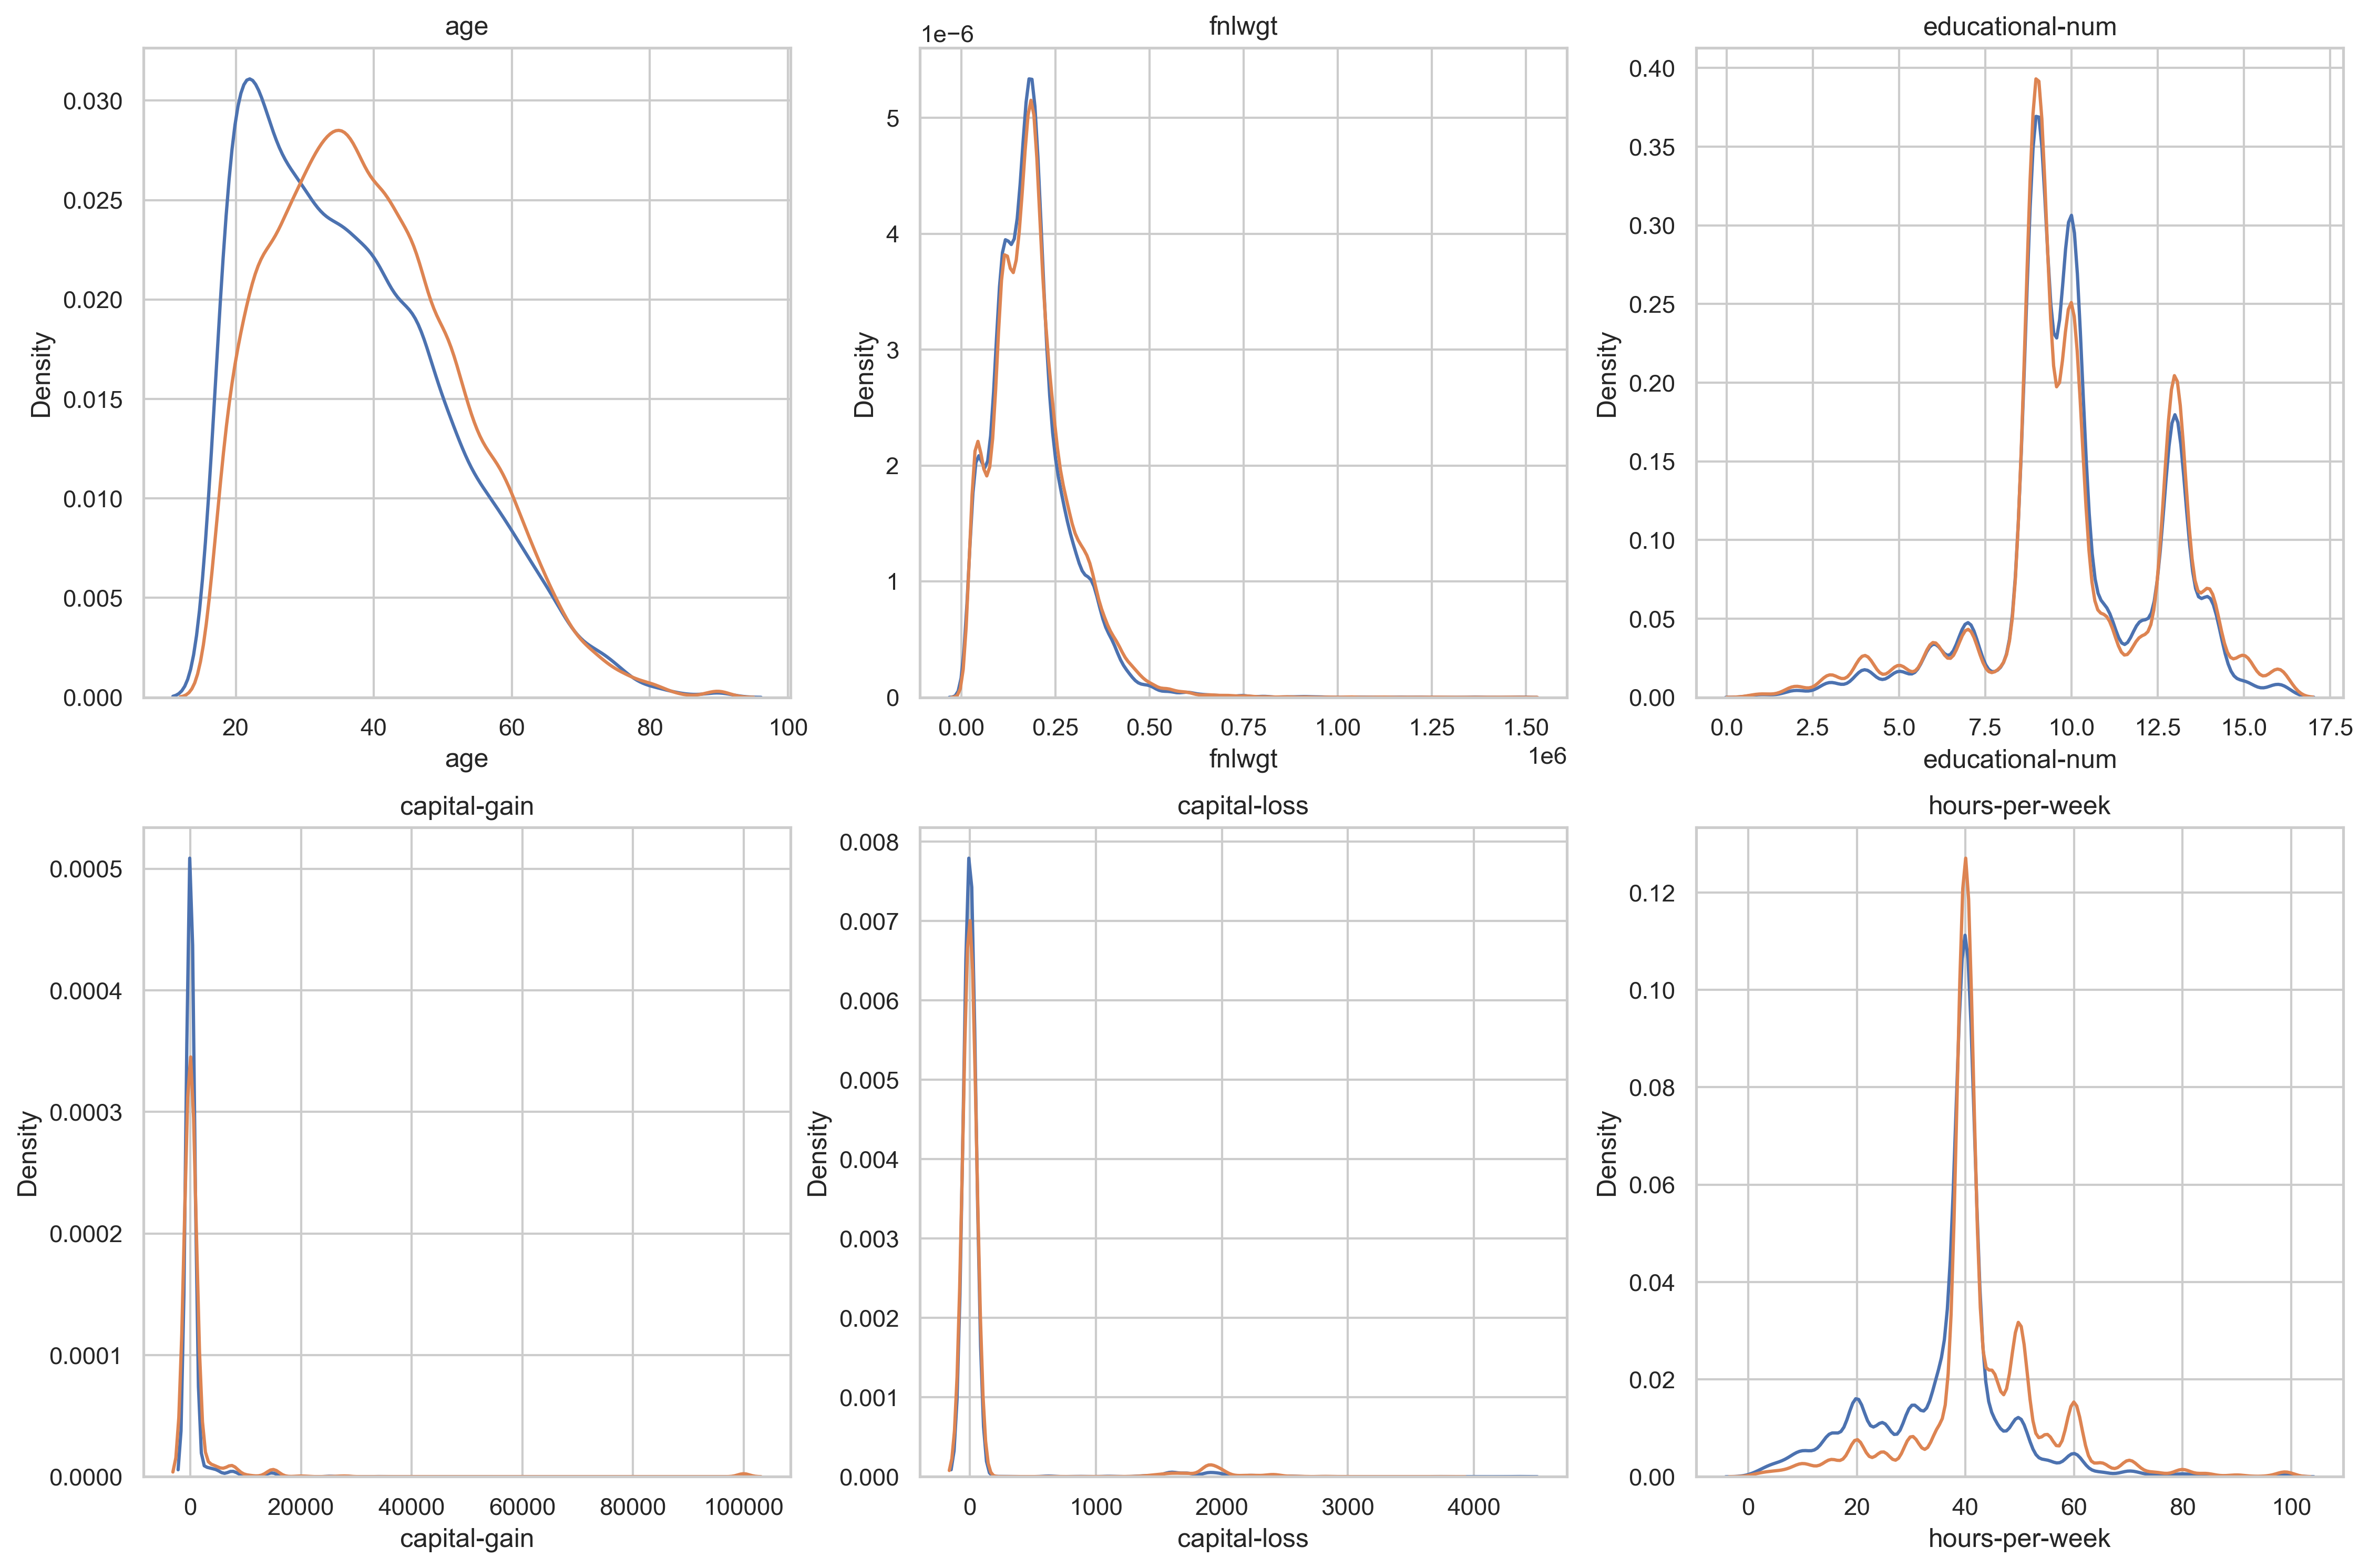 age
0.030
0.025
0.020
0.015
0.010
0.005
0.000
Density
20 40 60 80 100
age
fnlwgt
1e−6
5
4
3
2
1
0
Density
0.00 0.25 0.50 0.75 1.00 1.25 1.50
1e6
fnlwgt
educational-num
0.40
0.35
0.30
0.25
0.20
0.15
0.10
0.05
0.00
Density
0.0 2.5 5.0 7.5 10.0 12.5 15.0 17.5
educational-num
capital-gain
0.0005
0.0004
0.0003
0.0002
0.0001
0.0000
Density
0 20000 40000 60000 80000 100000
capital-gain
capital-loss
0.008
0.007
0.006
0.005
0.004
0.003
0.002
0.001
0.000
Density
0 1000 2000 3000 4000
capital-loss
hours-per-week
0.12
0.10
0.08
0.06
0.04
0.02
0.00
Density
0 20 40 60 80 100
hours-per-week